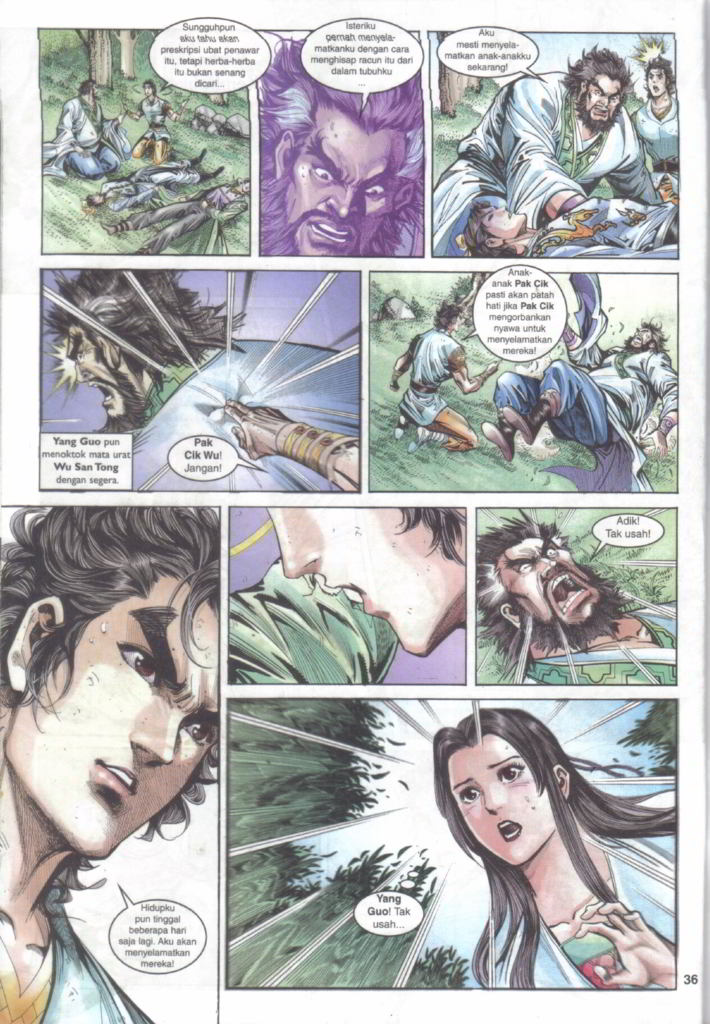 Sungguhpun
aku tahu akan
preskripsi ubat penawar
itu, tetapi herba-herba
itu bukan senang
dicari...
Isteriku
pernah menyela-
matkanku dengan cara
menghisap racun itu dari
dalam tubuhku
...
Aku
mesti menyela-
matkan anak-anakku
sekarang!
Yang Guo pun
menoktok mata urat
Wu San Tong
dengan segera.
Pak
Cik Wu!
Jangan!
Anak-
anak Pak Cik
pasti akan patah
hati jika Pak Cik
mengorbankan
nyawa untuk
menyelamatkan
mereka!
Hidupku
pun tinggal
beberapa hari
saja lagi. Aku akan
menyelamatkan
mereka!
Adik!
Tak usah!
Yang
Guo! Tak
usah...
36